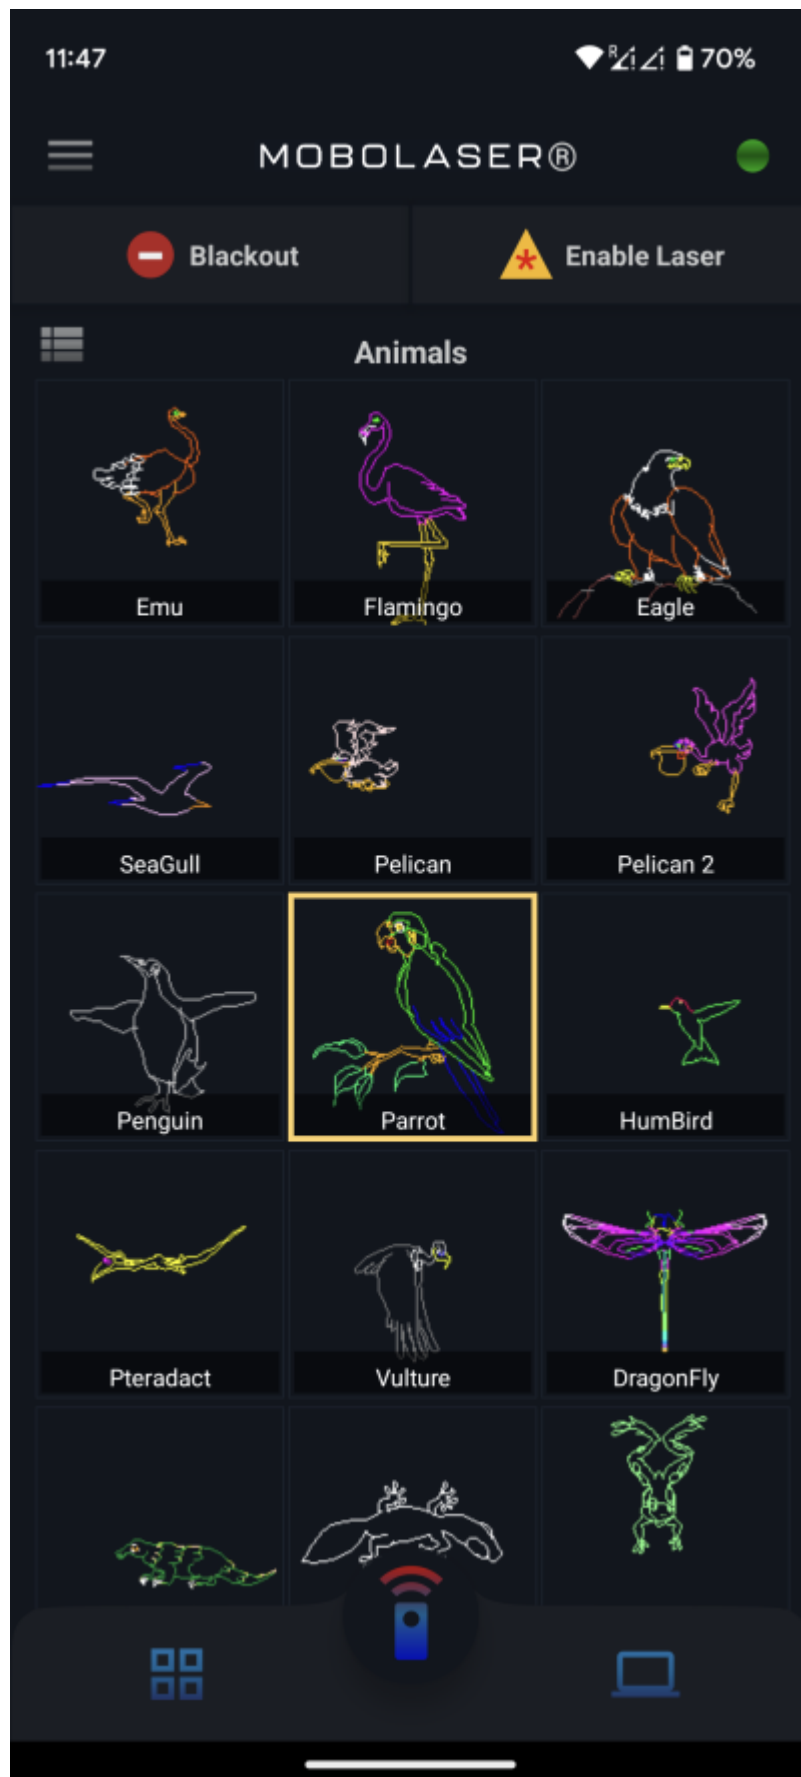 11:47
R 70%
MOBOLASER®
Blackout
Enable Laser
Animals
Emu
Flamingo
Eagle
SeaGull
Pelican
Pelican 2
Penguin
Parrot
HumBird
Pteradact
Vulture
DragonFly